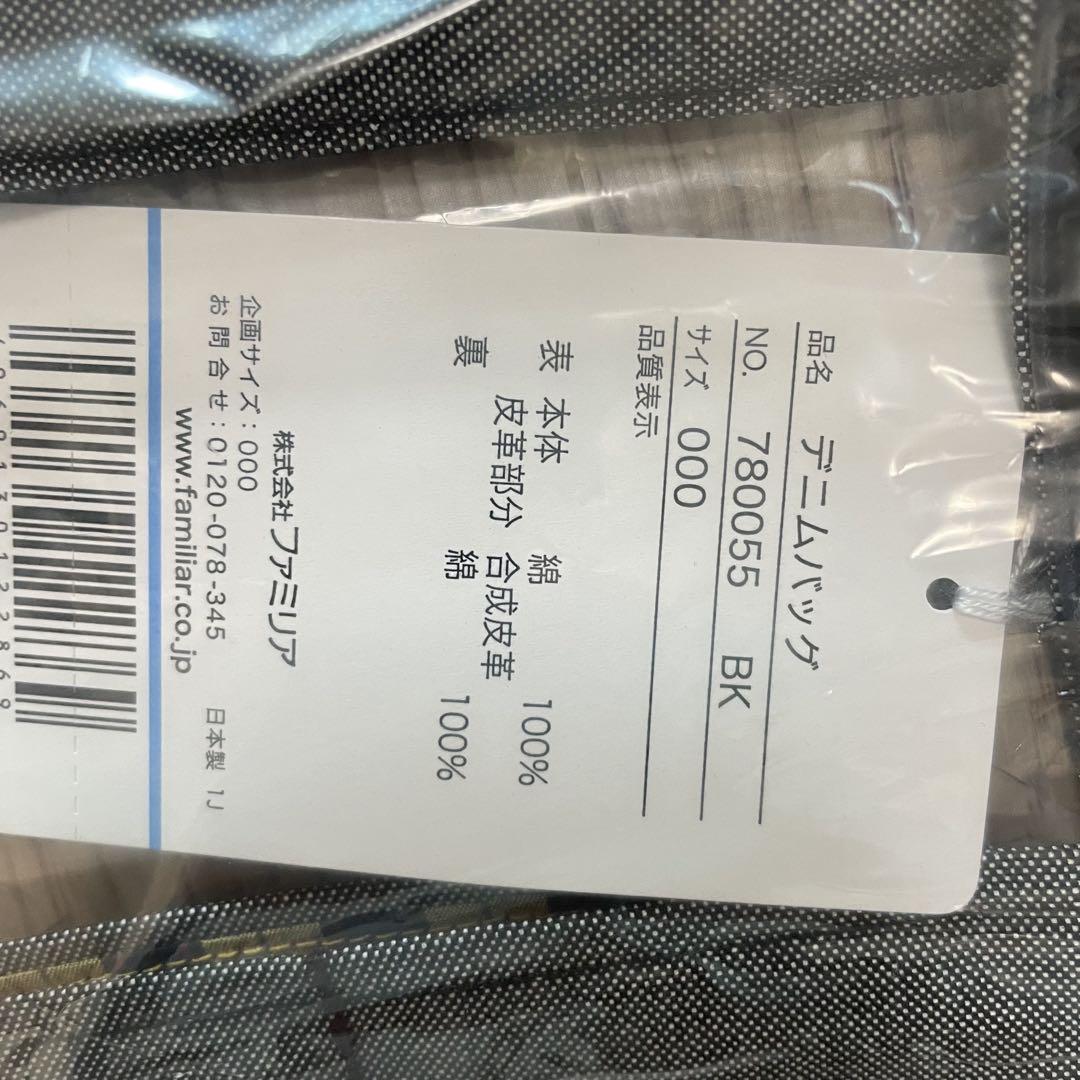 品名 デニムバッグ
NO. 780055 BK
サイズ 000
品質表示
表 本体 綿 100%
皮革部分 合成皮革
裏 綿 100%
株式会社ファミリア
企画サイズ:000
お問合せ:0120-078-345 日本製 1J
www.familiar.co.jp